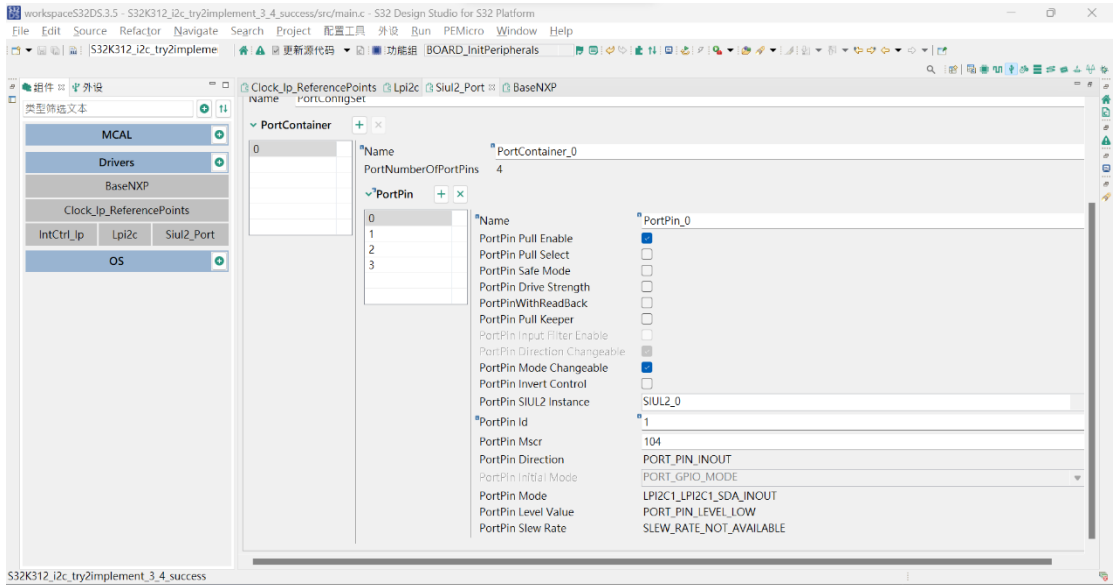 workspaceS32DS.3.5 - S32K312_i2c_try2implement_3_4_success/src/main.c - S32 Design Studio for S32 Platform
File Edit Source Refactor Navigate Search Project 配置工具 外设 Run PEMicro Window Help
S32K312_i2c_try2impleme 更新源代码 功能組 BOARD_InitPeripherals
组件 外设
Clock_Ip_ReferencePoints Lpi2c Siul2_Port BaseNXP
类型筛选文本
MCAL
Drivers
BaseNXP
Clock_Ip_ReferencePoints
IntCtrl_Ip Lpi2c Siul2_Port
OS
Name PortConfigSet
PortContainer
0
Name PortContainer_0
PortNumberOfPortPins 4
PortPin
0
1
2
3
Name PortPin_0
PortPin Pull Enable
PortPin Pull Select
PortPin Safe Mode
PortPin Drive Strength
PortPinWithReadBack
PortPin Pull Keeper
PortPin Input Filter Enable
PortPin Direction Changeable
PortPin Mode Changeable
PortPin Invert Control
PortPin SIUL2 Instance SIUL2_0
PortPin Id 1
PortPin Mscr 104
PortPin Direction PORT_PIN_INOUT
PortPin Initial Mode PORT_GPIO_MODE
PortPin Mode LPI2C1_LPI2C1_SDA_INOUT
PortPin Level Value PORT_PIN_LEVEL_LOW
PortPin Slew Rate SLEW_RATE_NOT_AVAILABLE
S32K312_i2c_try2implement_3_4_success